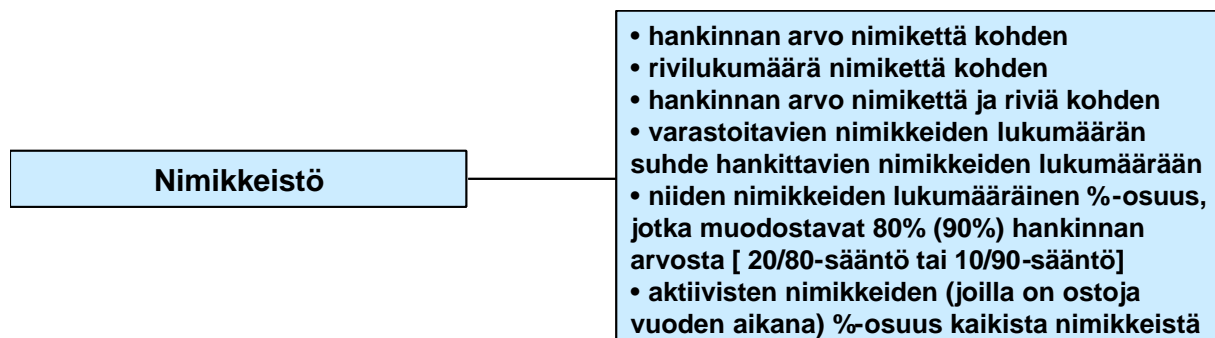 Nimikkeistö
• hankinnan arvo nimikettä kohden
• rivilukumäärä nimikettä kohden
• hankinnan arvo nimikettä ja riviä kohden
• varastoitavien nimikkeiden lukumäärän
suhde hankittavien nimikkeiden lukumäärään
• niiden nimikkeiden lukumääräinen %-osuus,
jotka muodostavat 80% (90%) hankinnan
arvosta [ 20/80-sääntö tai 10/90-sääntö]
• aktiivisten nimikkeiden (joilla on ostoja
vuoden aikana) %-osuus kaikista nimikkeistä